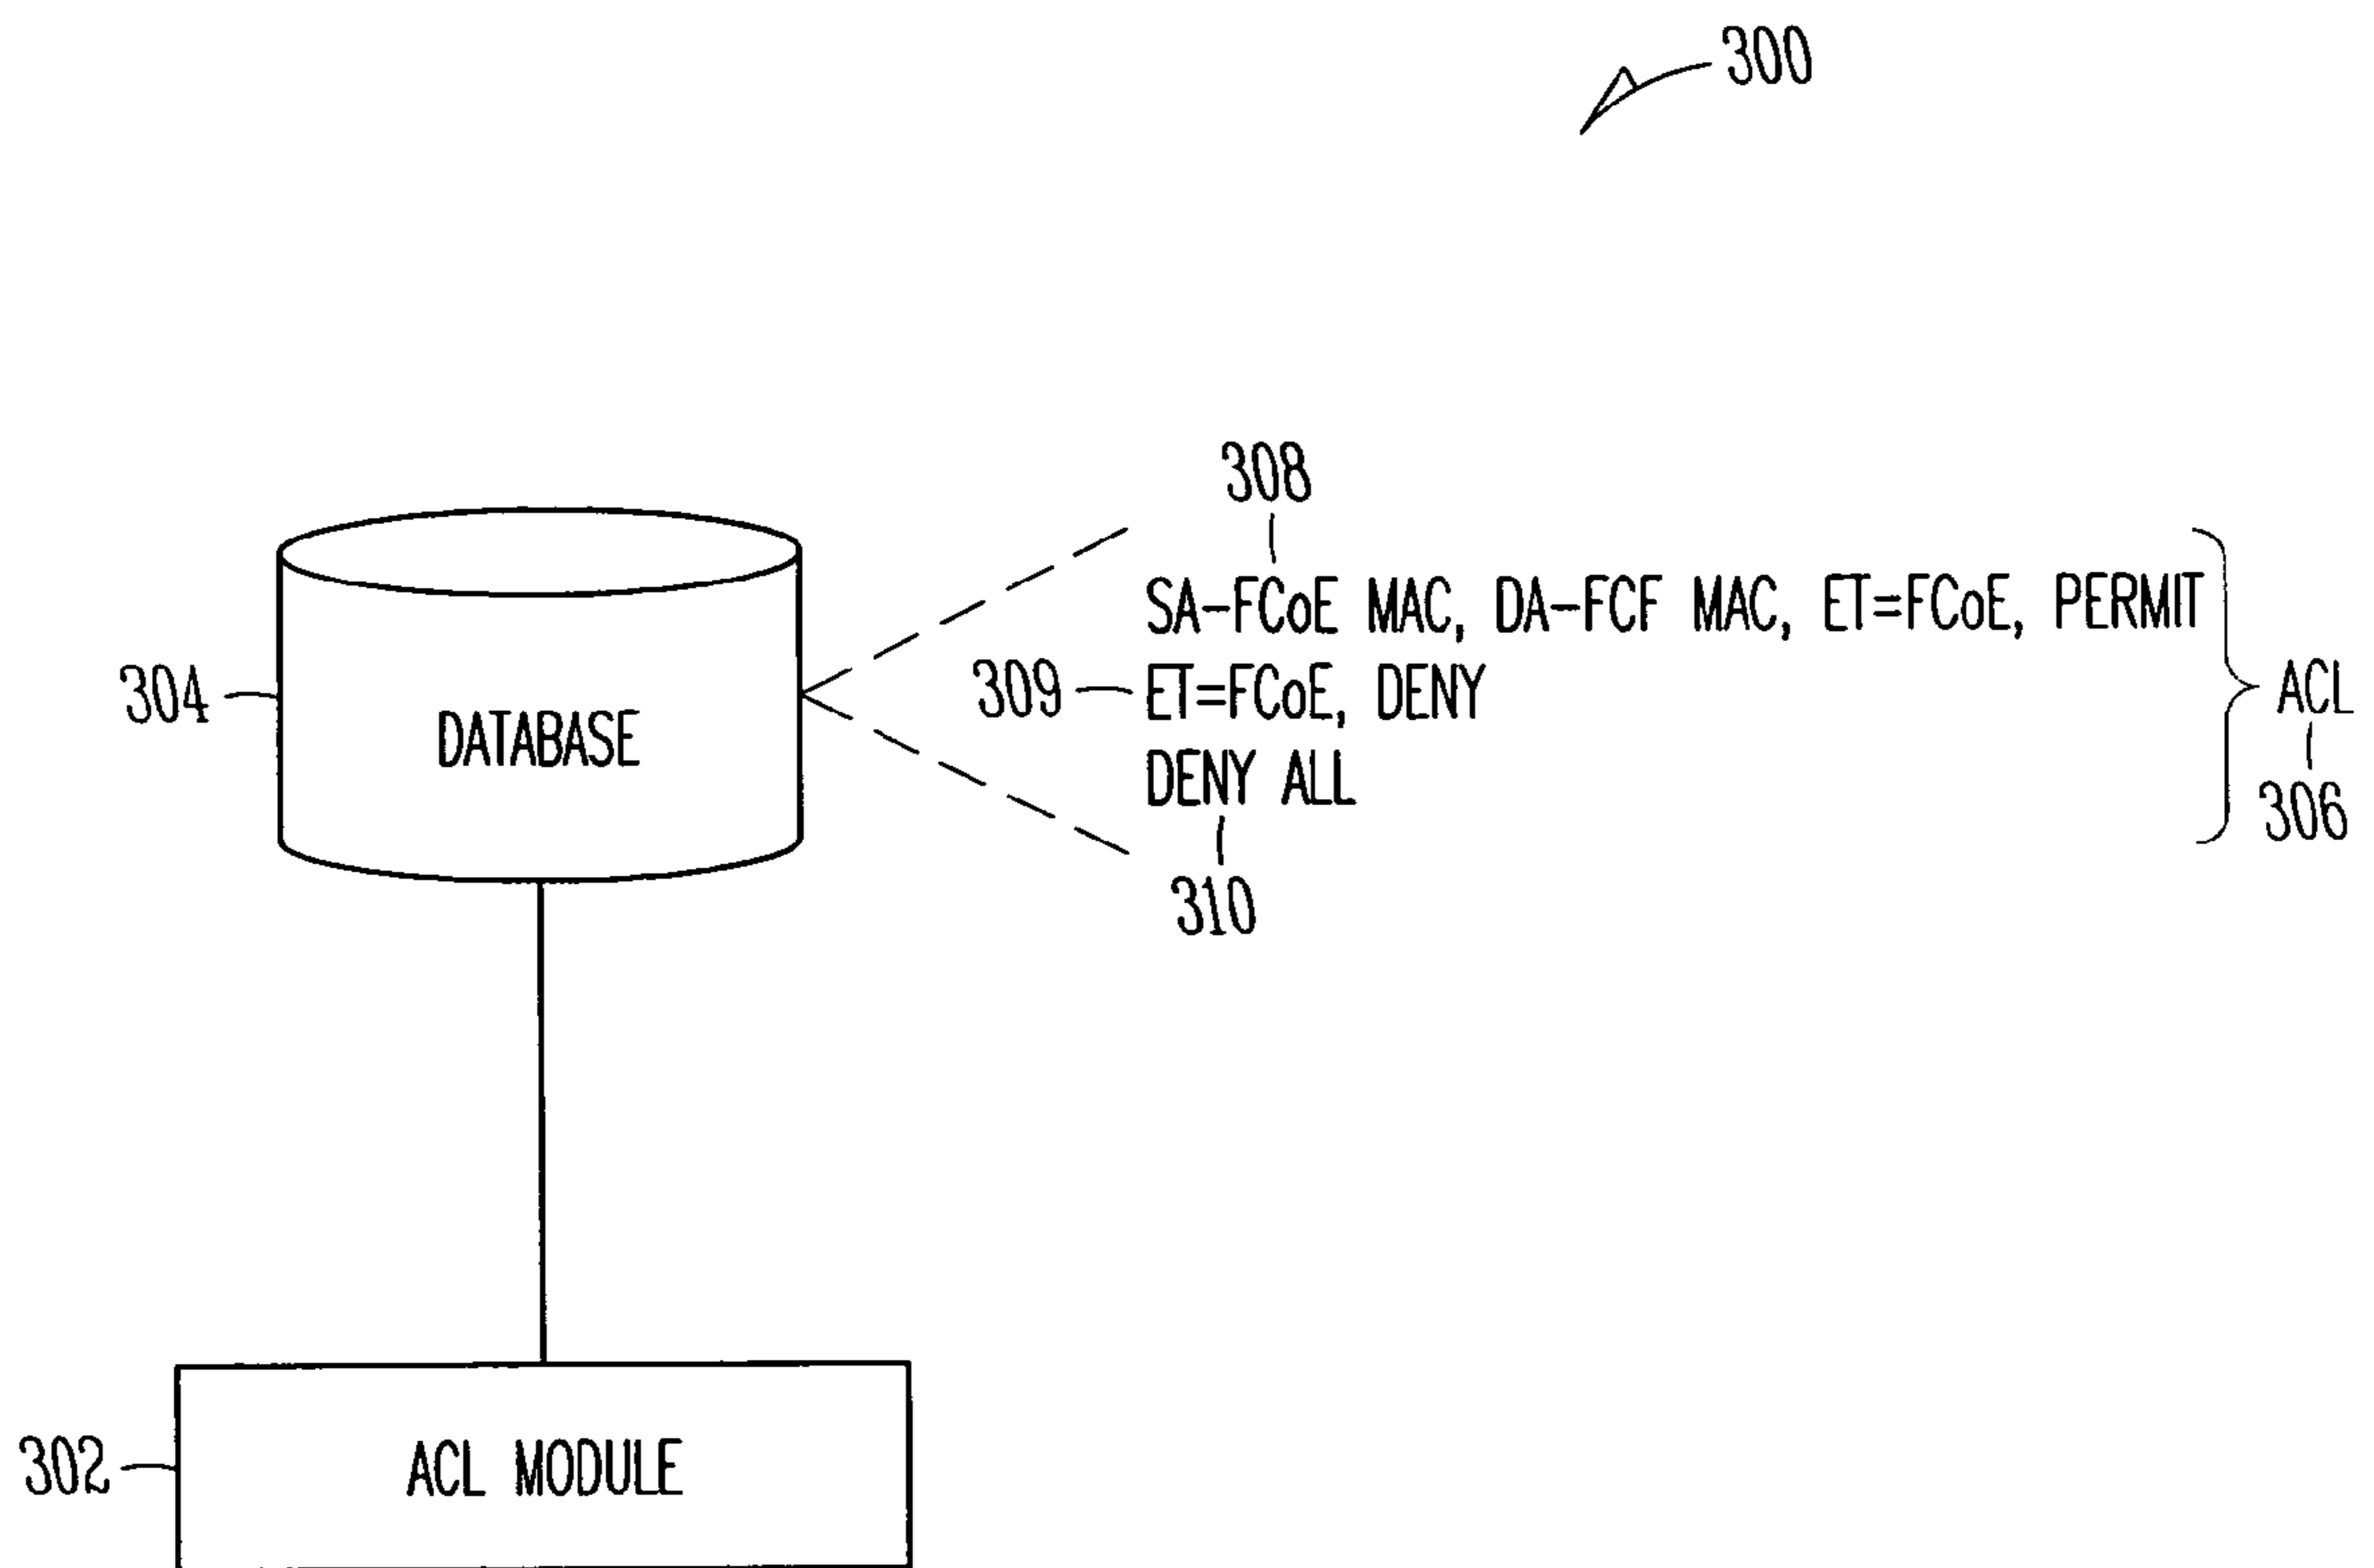 300
308
SA-FCoE MAC, DA-FCF MAC, ET=FCoE, PERMIT
304
DATABASE
309
ET=FCoE, DENY
DENY ALL
ACL
306
310
302
ACL MODULE